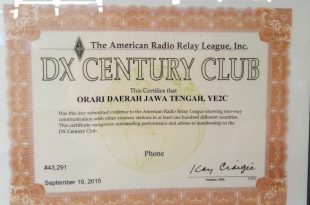 The American Radio Relay League, Inc.
DX CENTURY CLUB
This Certifies that
ORARI DAERAH JAWA TENGAH, YE2C
Has this day submitted evidence to the American Radio Relay League showing two-way
communication with other amateur stations in at least one hundred different countries.
This certificate recognizes outstanding performance and attests to membership in the
DX Century Club
Phone
#43,291
September 19, 2015
Kay Craigie